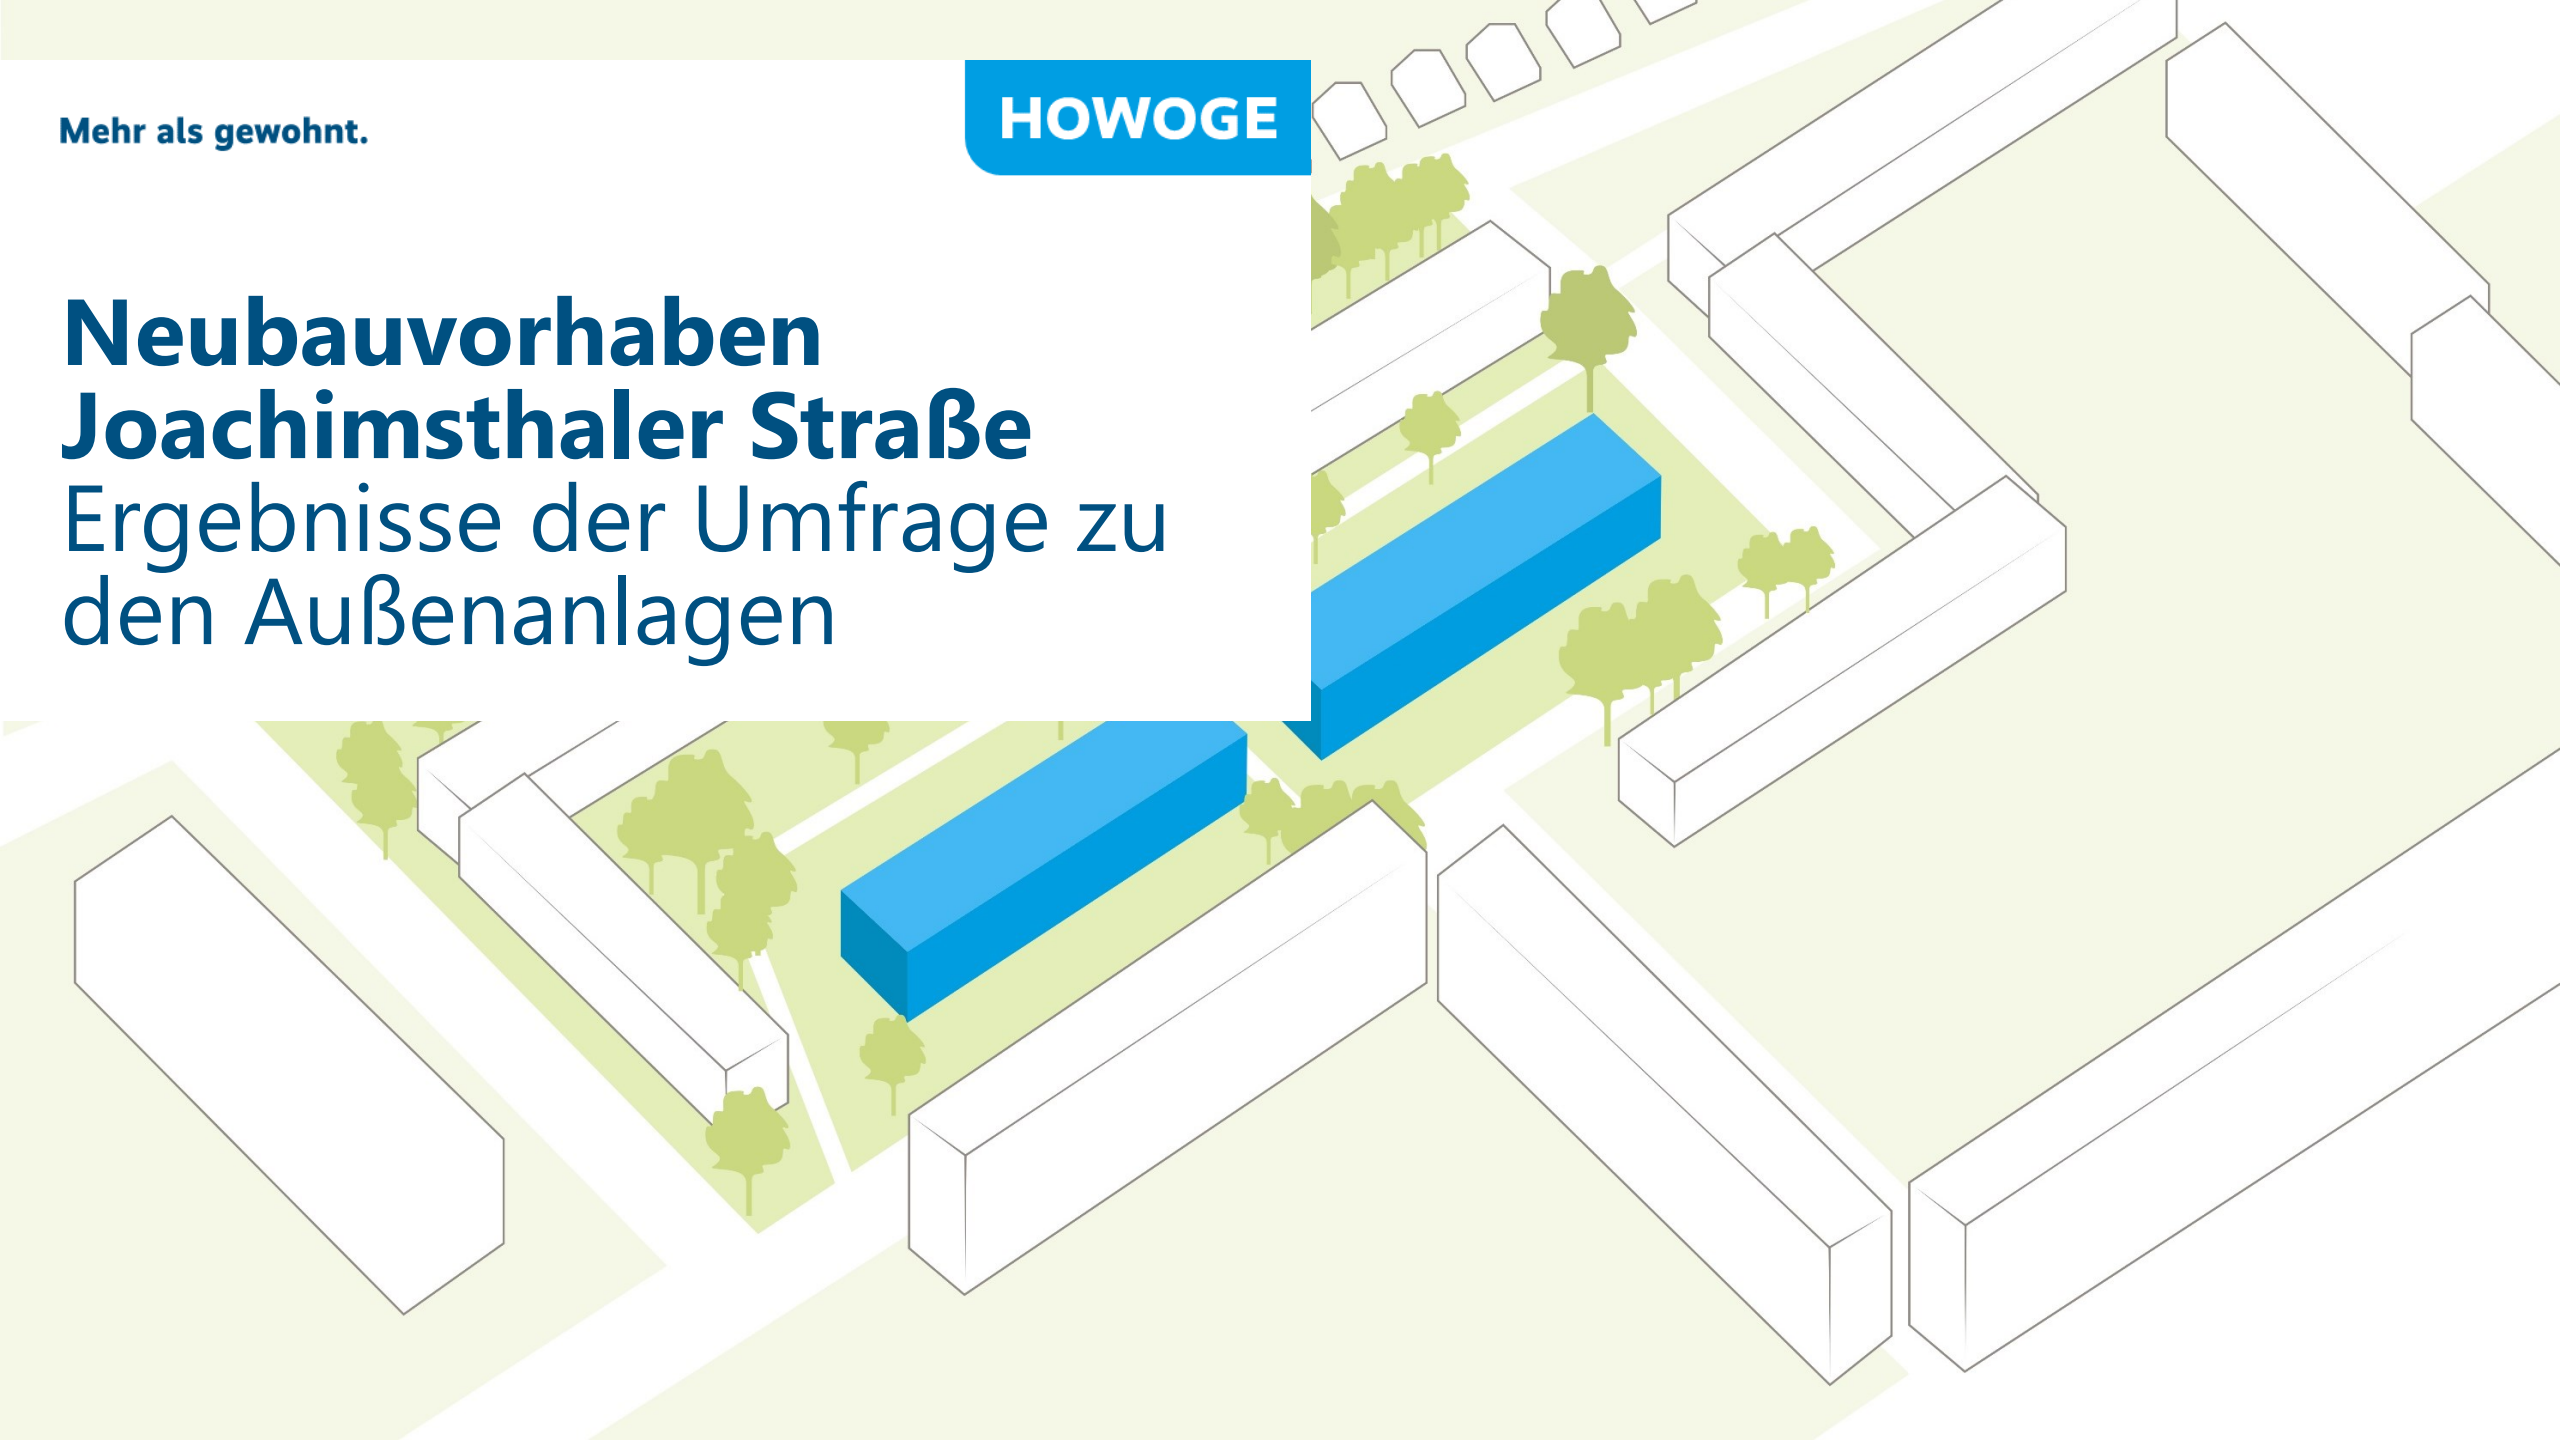 Mehr als gewohnt.
HOWOGE
Neubauvorhaben
Joachimsthaler Straße
Ergebnisse der Umfrage zu
den Außenanlagen